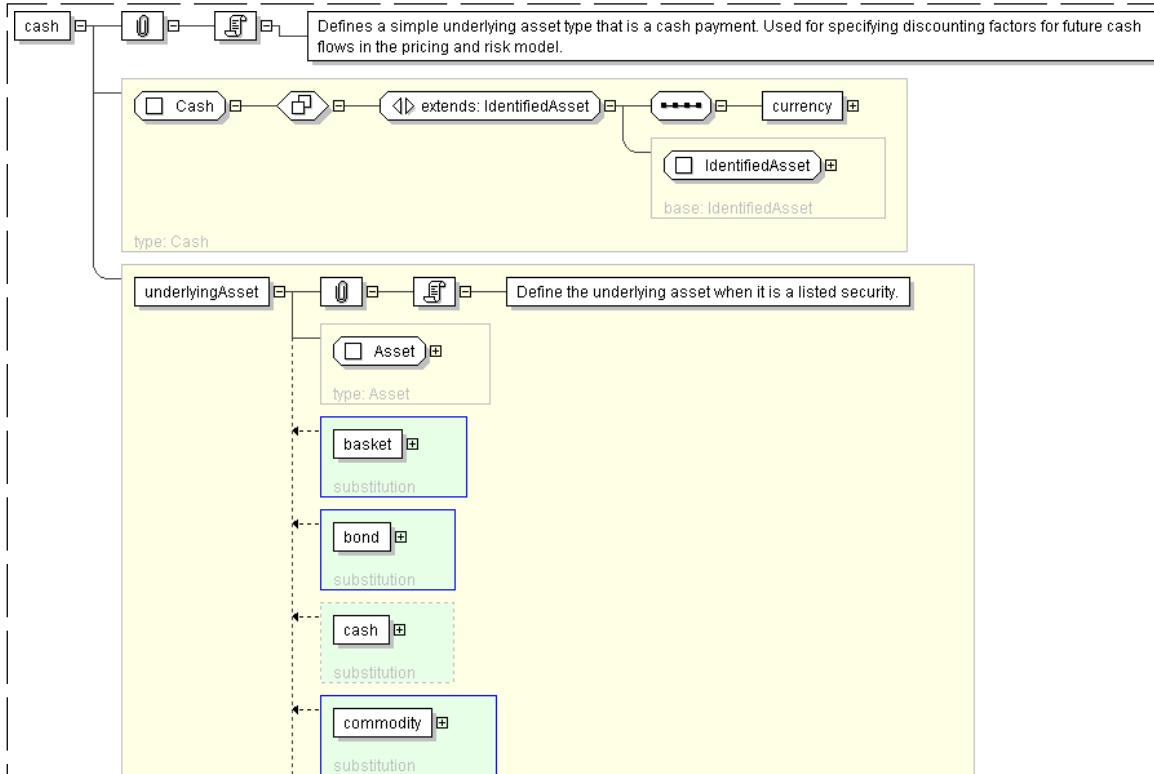 cash
Defines a simple underlying asset type that is a cash payment. Used for specifying discounting factors for future cash
flows in the pricing and risk model.
Cash
extends: IdentifiedAsset
currency
IdentifiedAsset
base: IdentifiedAsset
type: Cash
underlyingAsset
Define the underlying asset when it is a listed security.
Asset
type: Asset
basket
substitution
bond
substitution
cash
substitution
commodity
substitution